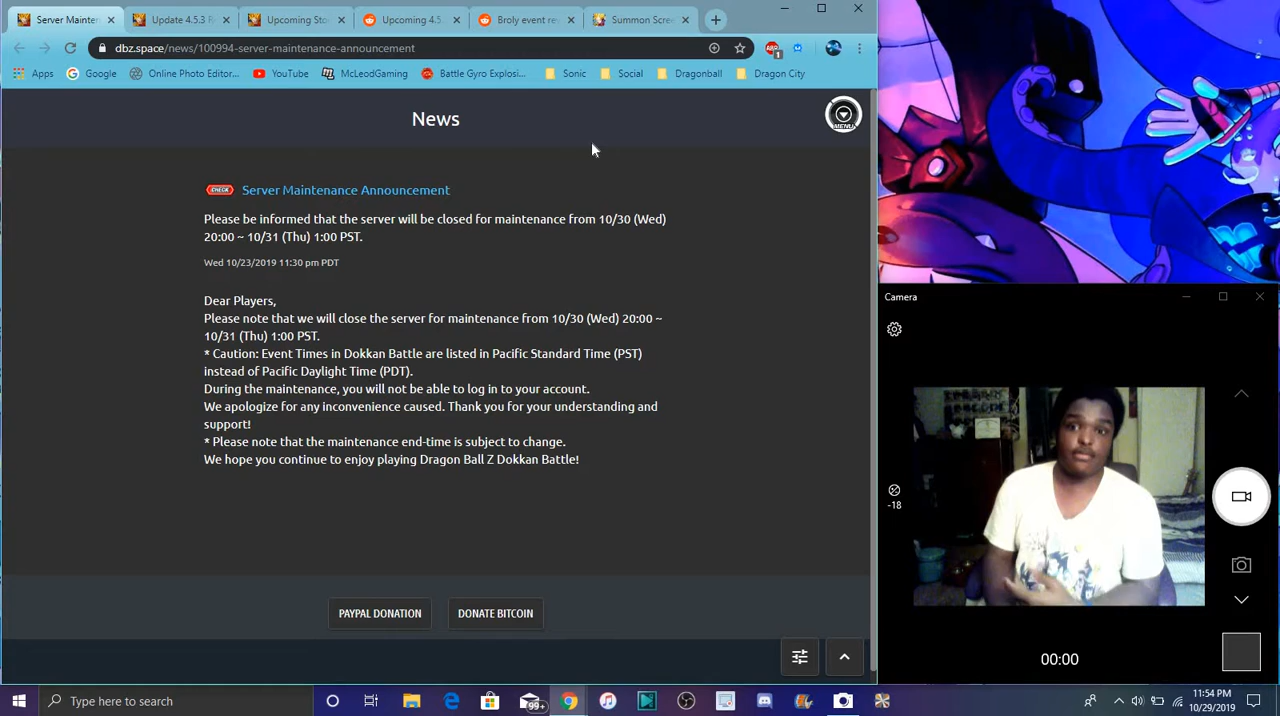 Server Mainten
Update 4.5.3 R
Upcoming Sto
Upcoming 4.5.
Broly event re
Summon Scre
dbz.space/news/100994-server-maintenance-announcement
ABP
1
Apps
Google
Online Photo Editor...
YouTube
McLeodGaming
Battle Gyro Explosi...
Sonic
Social
Dragonball
Dragon City
News
MENU
CHECK Server Maintenance Announcement
Please be informed that the server will be closed for maintenance from 10/30 (Wed)
20:00 ~ 10/31 (Thu) 1:00 PST.
Wed 10/23/2019 11:30 pm PDT
Dear Players,
Please note that we will close the server for maintenance from 10/30 (Wed) 20:00 ~
10/31 (Thu) 1:00 PST.
* Caution: Event Times in Dokkan Battle are listed in Pacific Standard Time (PST)
instead of Pacific Daylight Time (PDT).
During the maintenance, you will not be able to log in to your account.
We apologize for any inconvenience caused. Thank you for your understanding and
support!
* Please note that the maintenance end-time is subject to change.
We hope you continue to enjoy playing Dragon Ball Z Dokkan Battle!
PAYPAL DONATION
DONATE BITCOIN
Camera
-18
00:00
Type here to search
99+
11:54 PM
10/29/2019